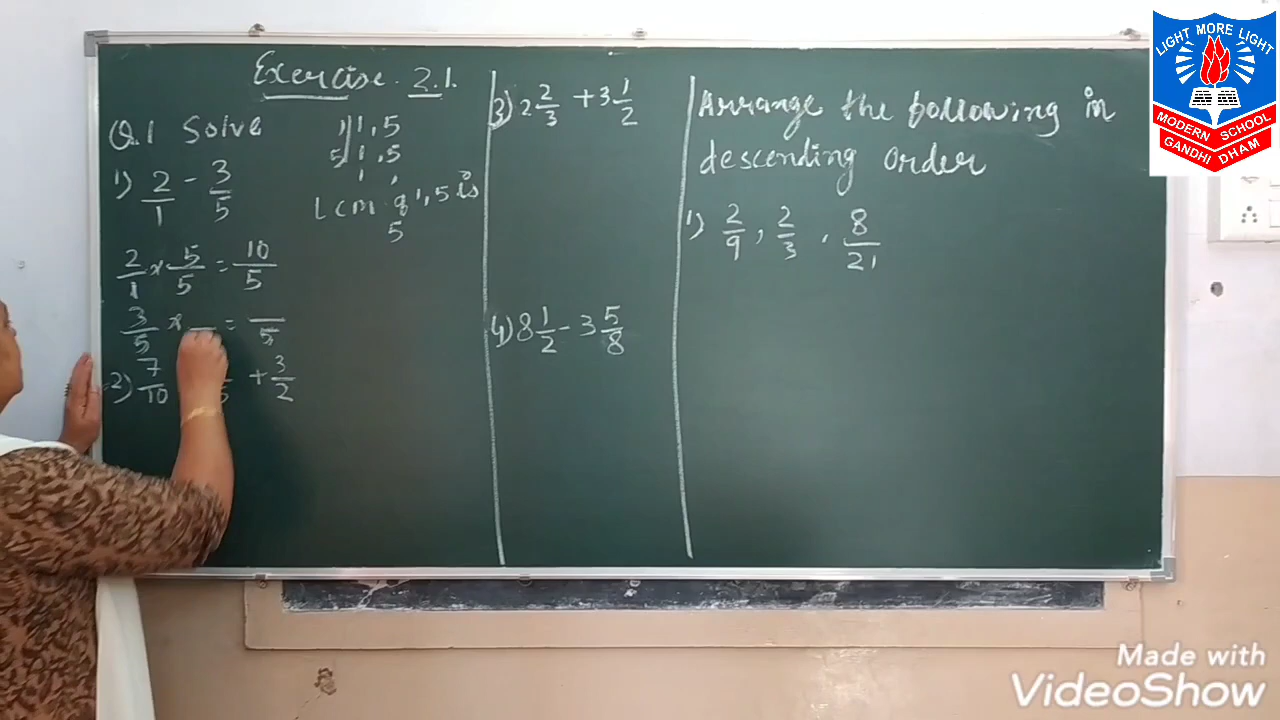 Exercise. 2.1.
Q.1 Solve
1) 2/1 - 3/5
1 | 1, 5
5 | 1, 5
1,
LCM of 1, 5 is
5
2/1 × 5/5 = 10/5
3/5 × — = —/5
2) 7/10 + 3/2
3) 2 2/3 + 3 1/2
4) 8 1/2 - 3 5/8
Arrange the following in
descending order
1) 2/9, 2/3, 8/21
LIGHT MORE LIGHT
MODERN SCHOOL
GANDHI DHAM
Made with
VideoShow